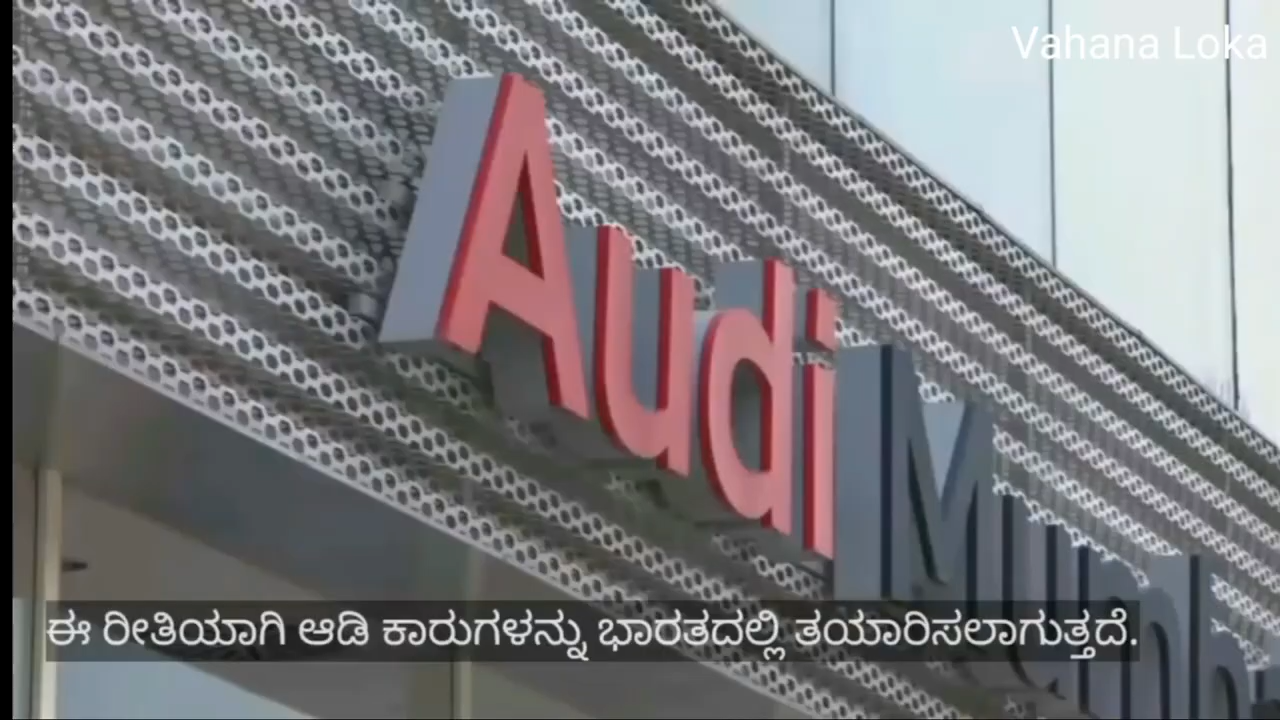 Vahana Loka
Audi
ಈ ರೀತಿಯಾಗಿ ಆಡಿ ಕಾರುಗಳನ್ನು ಭಾರತದಲ್ಲಿ ತಯಾರಿಸಲಾಗುತ್ತದೆ.